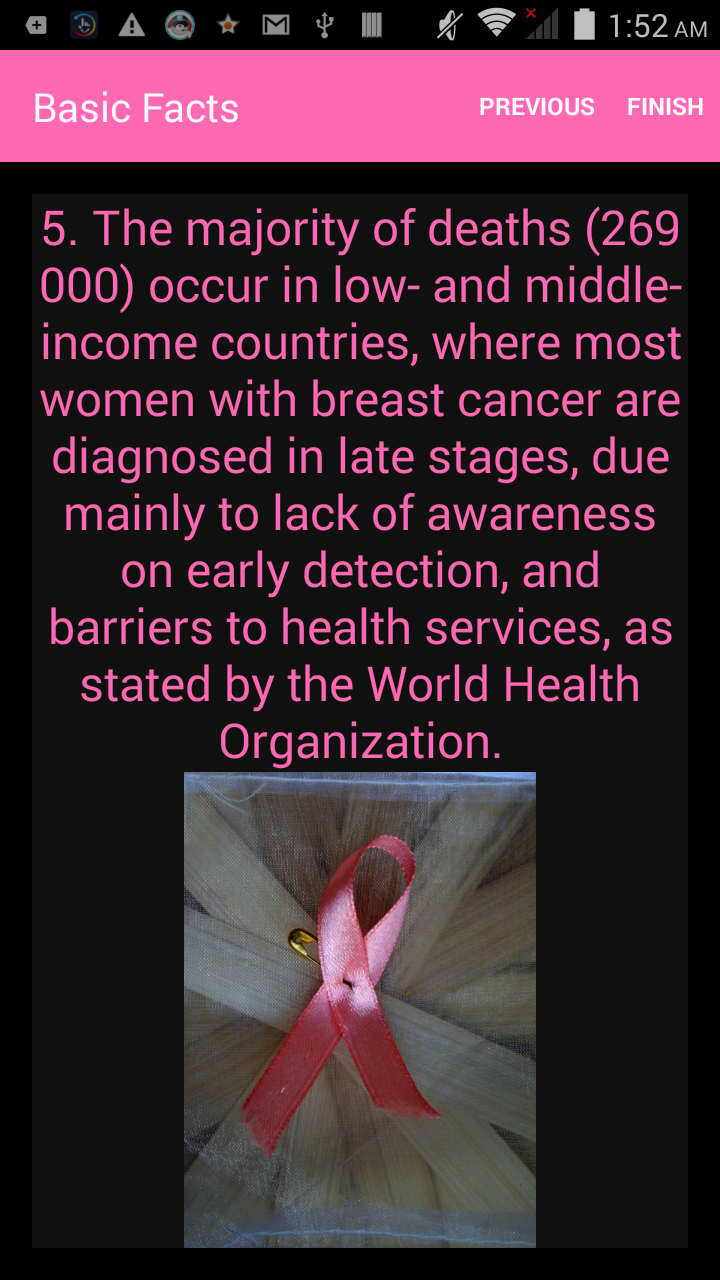 1:52 AM
Basic Facts
PREVIOUS
FINISH
5. The majority of deaths (269
000) occur in low- and middle-
income countries, where most
women with breast cancer are
diagnosed in late stages, due
mainly to lack of awareness
on early detection, and
barriers to health services, as
stated by the World Health
Organization.